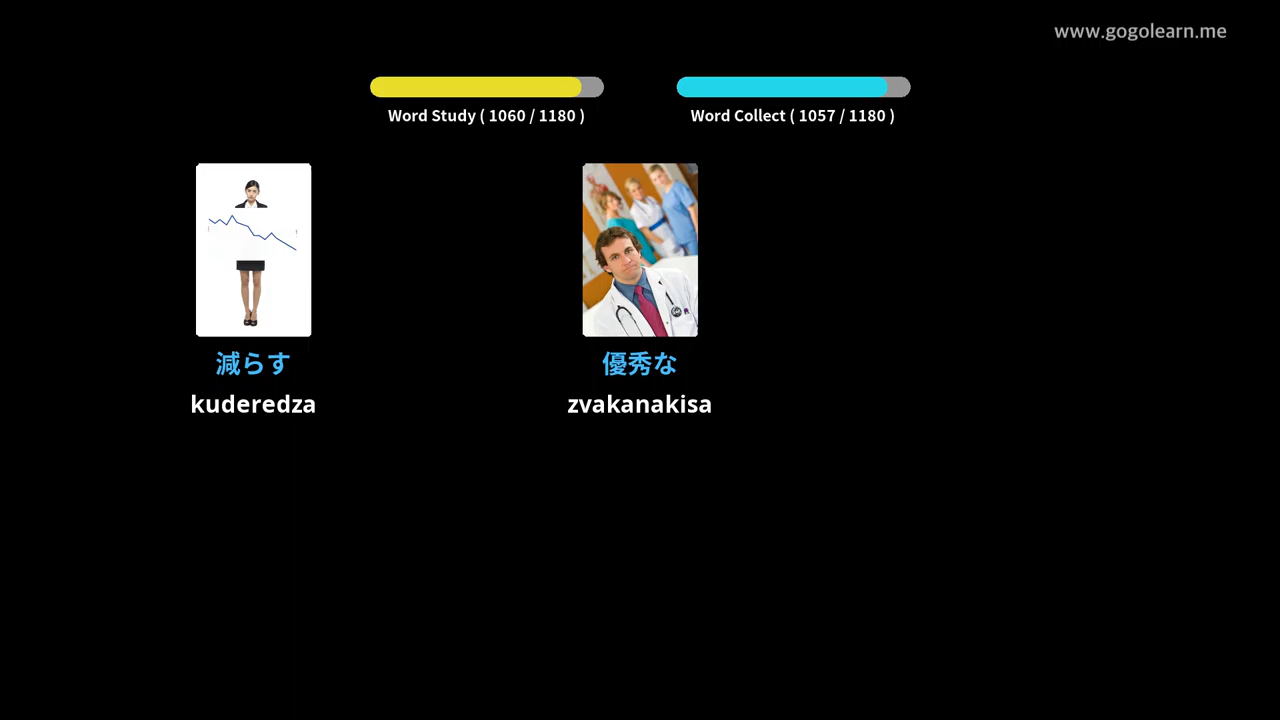 www.gogolearn.me
Word Study ( 1060 / 1180 )
Word Collect ( 1057 / 1180 )
減らす
kuderedza
優秀な
zvakanakisa